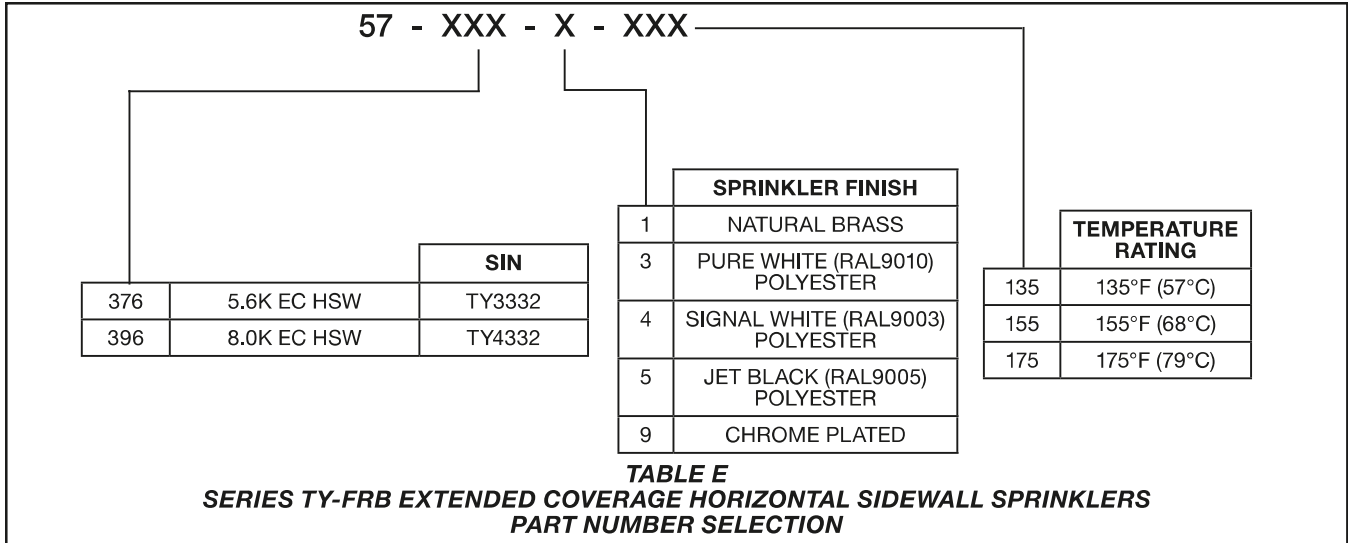 57 - XXX - X - XXX
SIN
376 5.6K EC HSW TY3332
396 8.0K EC HSW TY4332
SPRINKLER FINISH
1 NATURAL BRASS
3 PURE WHITE (RAL9010)
POLYESTER
4 SIGNAL WHITE (RAL9003)
POLYESTER
5 JET BLACK (RAL9005)
POLYESTER
9 CHROME PLATED
TEMPERATURE
RATING
135 135°F (57°C)
155 155°F (68°C)
175 175°F (79°C)
TABLE E
SERIES TY-FRB EXTENDED COVERAGE HORIZONTAL SIDEWALL SPRINKLERS
PART NUMBER SELECTION